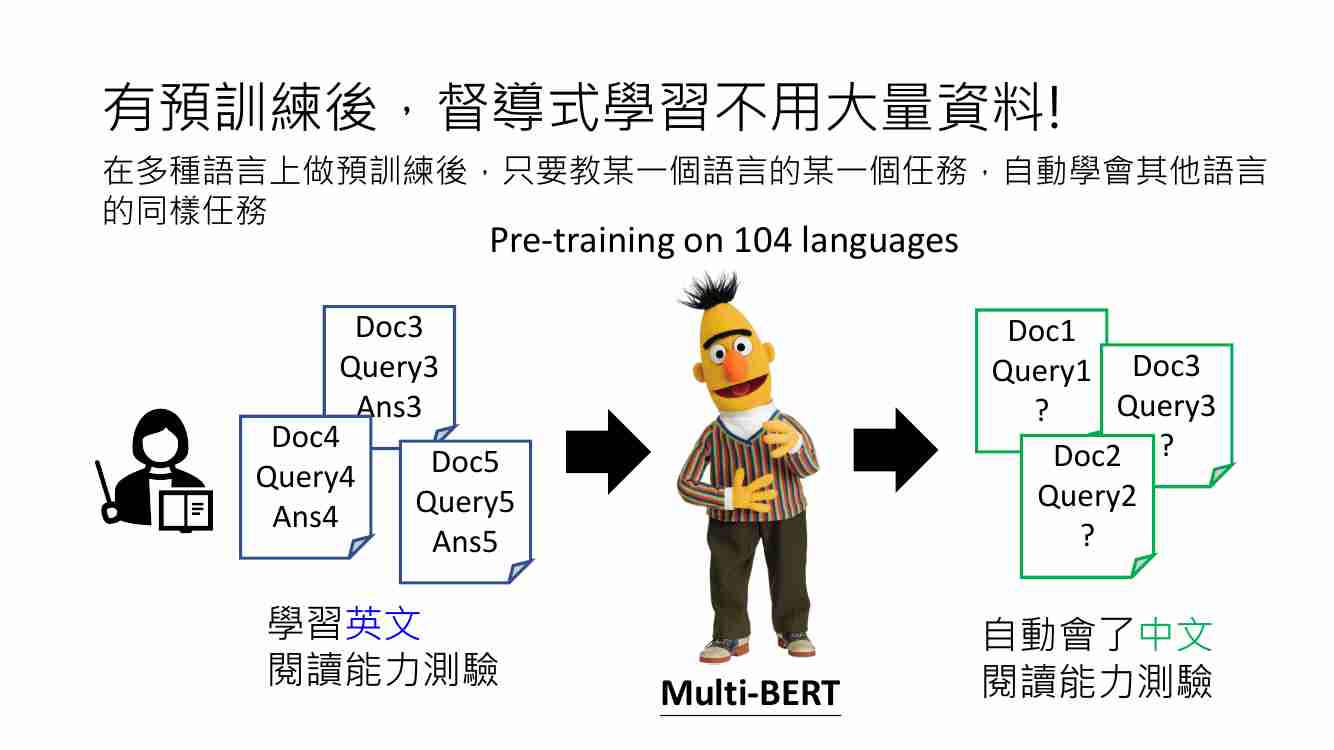 有預訓練後，督導式學習不用大量資料!
在多種語言上做預訓練後，只要教某一個語言的某一個任務，自動學會其他語言
的同樣任務
Pre-training on 104 languages
Doc3
Query3
Ans3
Doc4
Query4
Ans4
Doc5
Query5
Ans5
學習英文
閱讀能力測驗
Multi-BERT
Doc1
Query1
?
Doc3
Query3
?
Doc2
Query2
?
自動會了中文
閱讀能力測驗